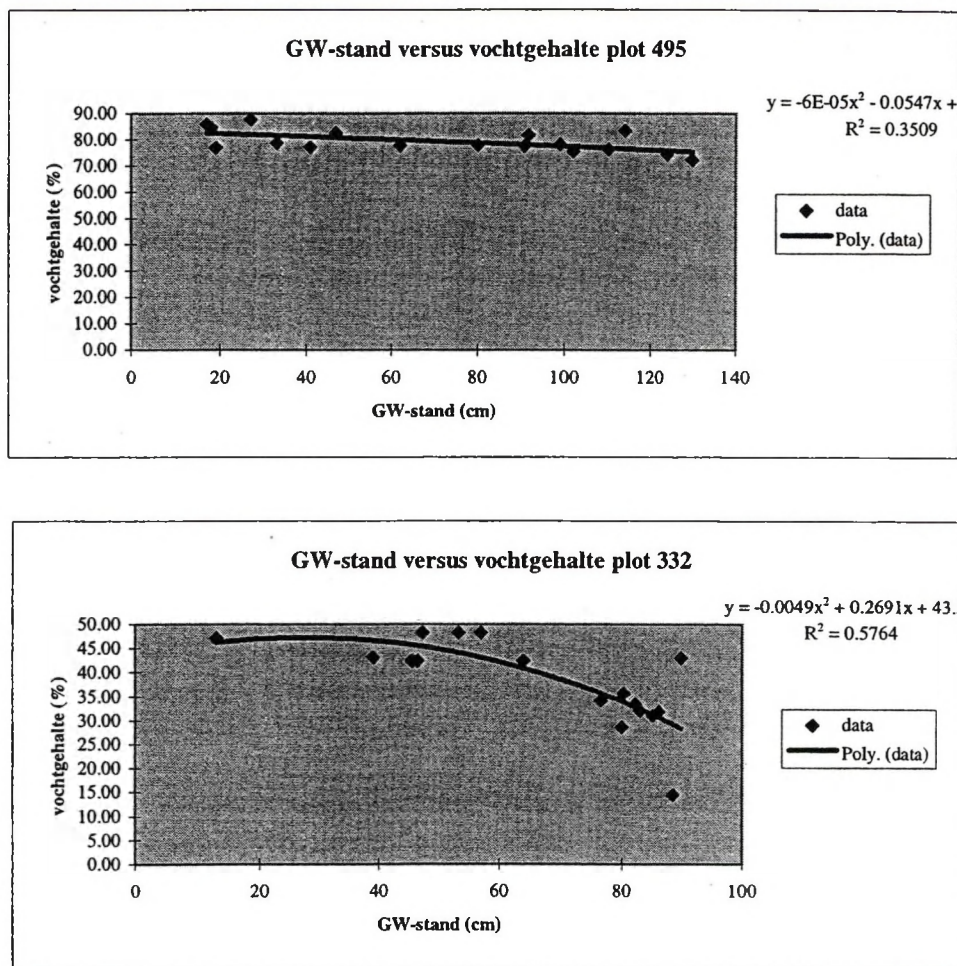 GW-stand versus vochtgehalte plot 495
y = -6E-05x² - 0.0547x +
R² = 0.3509
vochtgehalte (%)
90.00
80.00
70.00
60.00
50.00
40.00
30.00
20.00
10.00
0.00
0 20 40 60 80 100 120 140
GW-stand (cm)
data
Poly. (data)
GW-stand versus vochtgehalte plot 332
y = -0.0049x² + 0.2691x + 43.
R² = 0.5764
vochtgehalte (%)
50.00
45.00
40.00
35.00
30.00
25.00
20.00
15.00
10.00
5.00
0.00
0 20 40 60 80 100
GW-stand (cm)
data
Poly. (data)